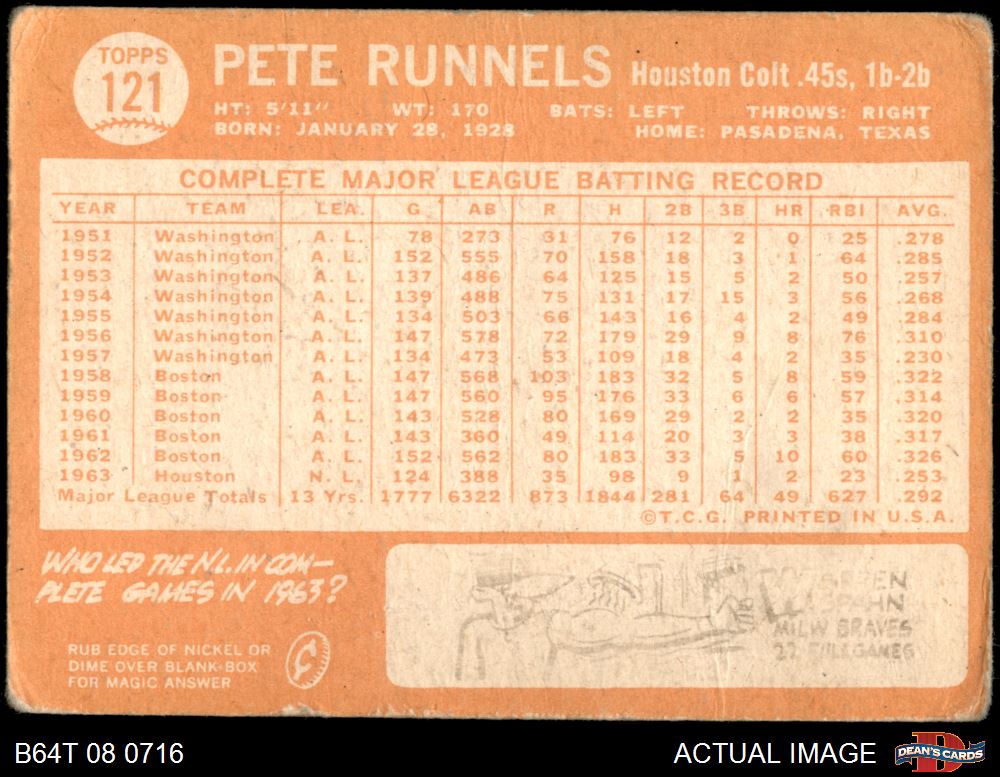 TOPPS
121
PETE RUNNELS Houston Colt .45s, 1b-2b
HT: 5'11" WT: 170 BATS: LEFT THROWS: RIGHT
BORN: JANUARY 28, 1928 HOME: PASADENA, TEXAS
COMPLETE MAJOR LEAGUE BATTING RECORD
YEAR TEAM LEA. G AB R H 2B 3B HR RBI AVG.
1951 Washington A. L. 78 273 31 76 12 2 0 25 .278
1952 Washington A. L. 152 555 70 158 18 3 1 64 .285
1953 Washington A. L. 137 486 64 125 15 5 2 50 .257
1954 Washington A. L. 139 488 75 131 17 15 3 56 .268
1955 Washington A. L. 134 503 66 143 16 4 2 49 .284
1956 Washington A. L. 147 578 72 179 29 9 8 76 .310
1957 Washington A. L. 134 473 53 109 18 4 2 35 .230
1958 Boston A. L. 147 568 103 183 32 5 8 59 .322
1959 Boston A. L. 147 560 95 176 33 6 6 57 .314
1960 Boston A. L. 143 528 80 169 29 2 2 35 .320
1961 Boston A. L. 143 360 49 114 20 3 3 38 .317
1962 Boston A. L. 152 562 80 183 33 5 10 60 .326
1963 Houston N. L. 124 388 35 98 9 1 2 23 .253
Major League Totals 13 Yrs. 1777 6322 873 1844 281 64 49 627 .292
©T.C.G. PRINTED IN U.S.A.
WHO LED THE N.L. IN COM-
PLETE GAMES IN 1963?
RUB EDGE OF NICKEL OR
DIME OVER BLANK-BOX
FOR MAGIC ANSWER
WARREN
SPAHN
MILW BRAVES
22 FULL GAMES
B64T 08 0716 ACTUAL IMAGE
DEAN'S CARDS